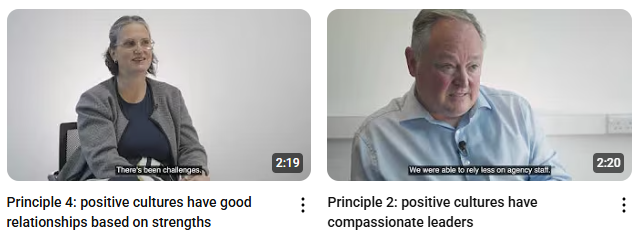 There's been challenges.
2:19
We were able to rely less on agency staff.
2:20
Principle 4: positive cultures have good
relationships based on strengths
Principle 2: positive cultures have
compassionate leaders